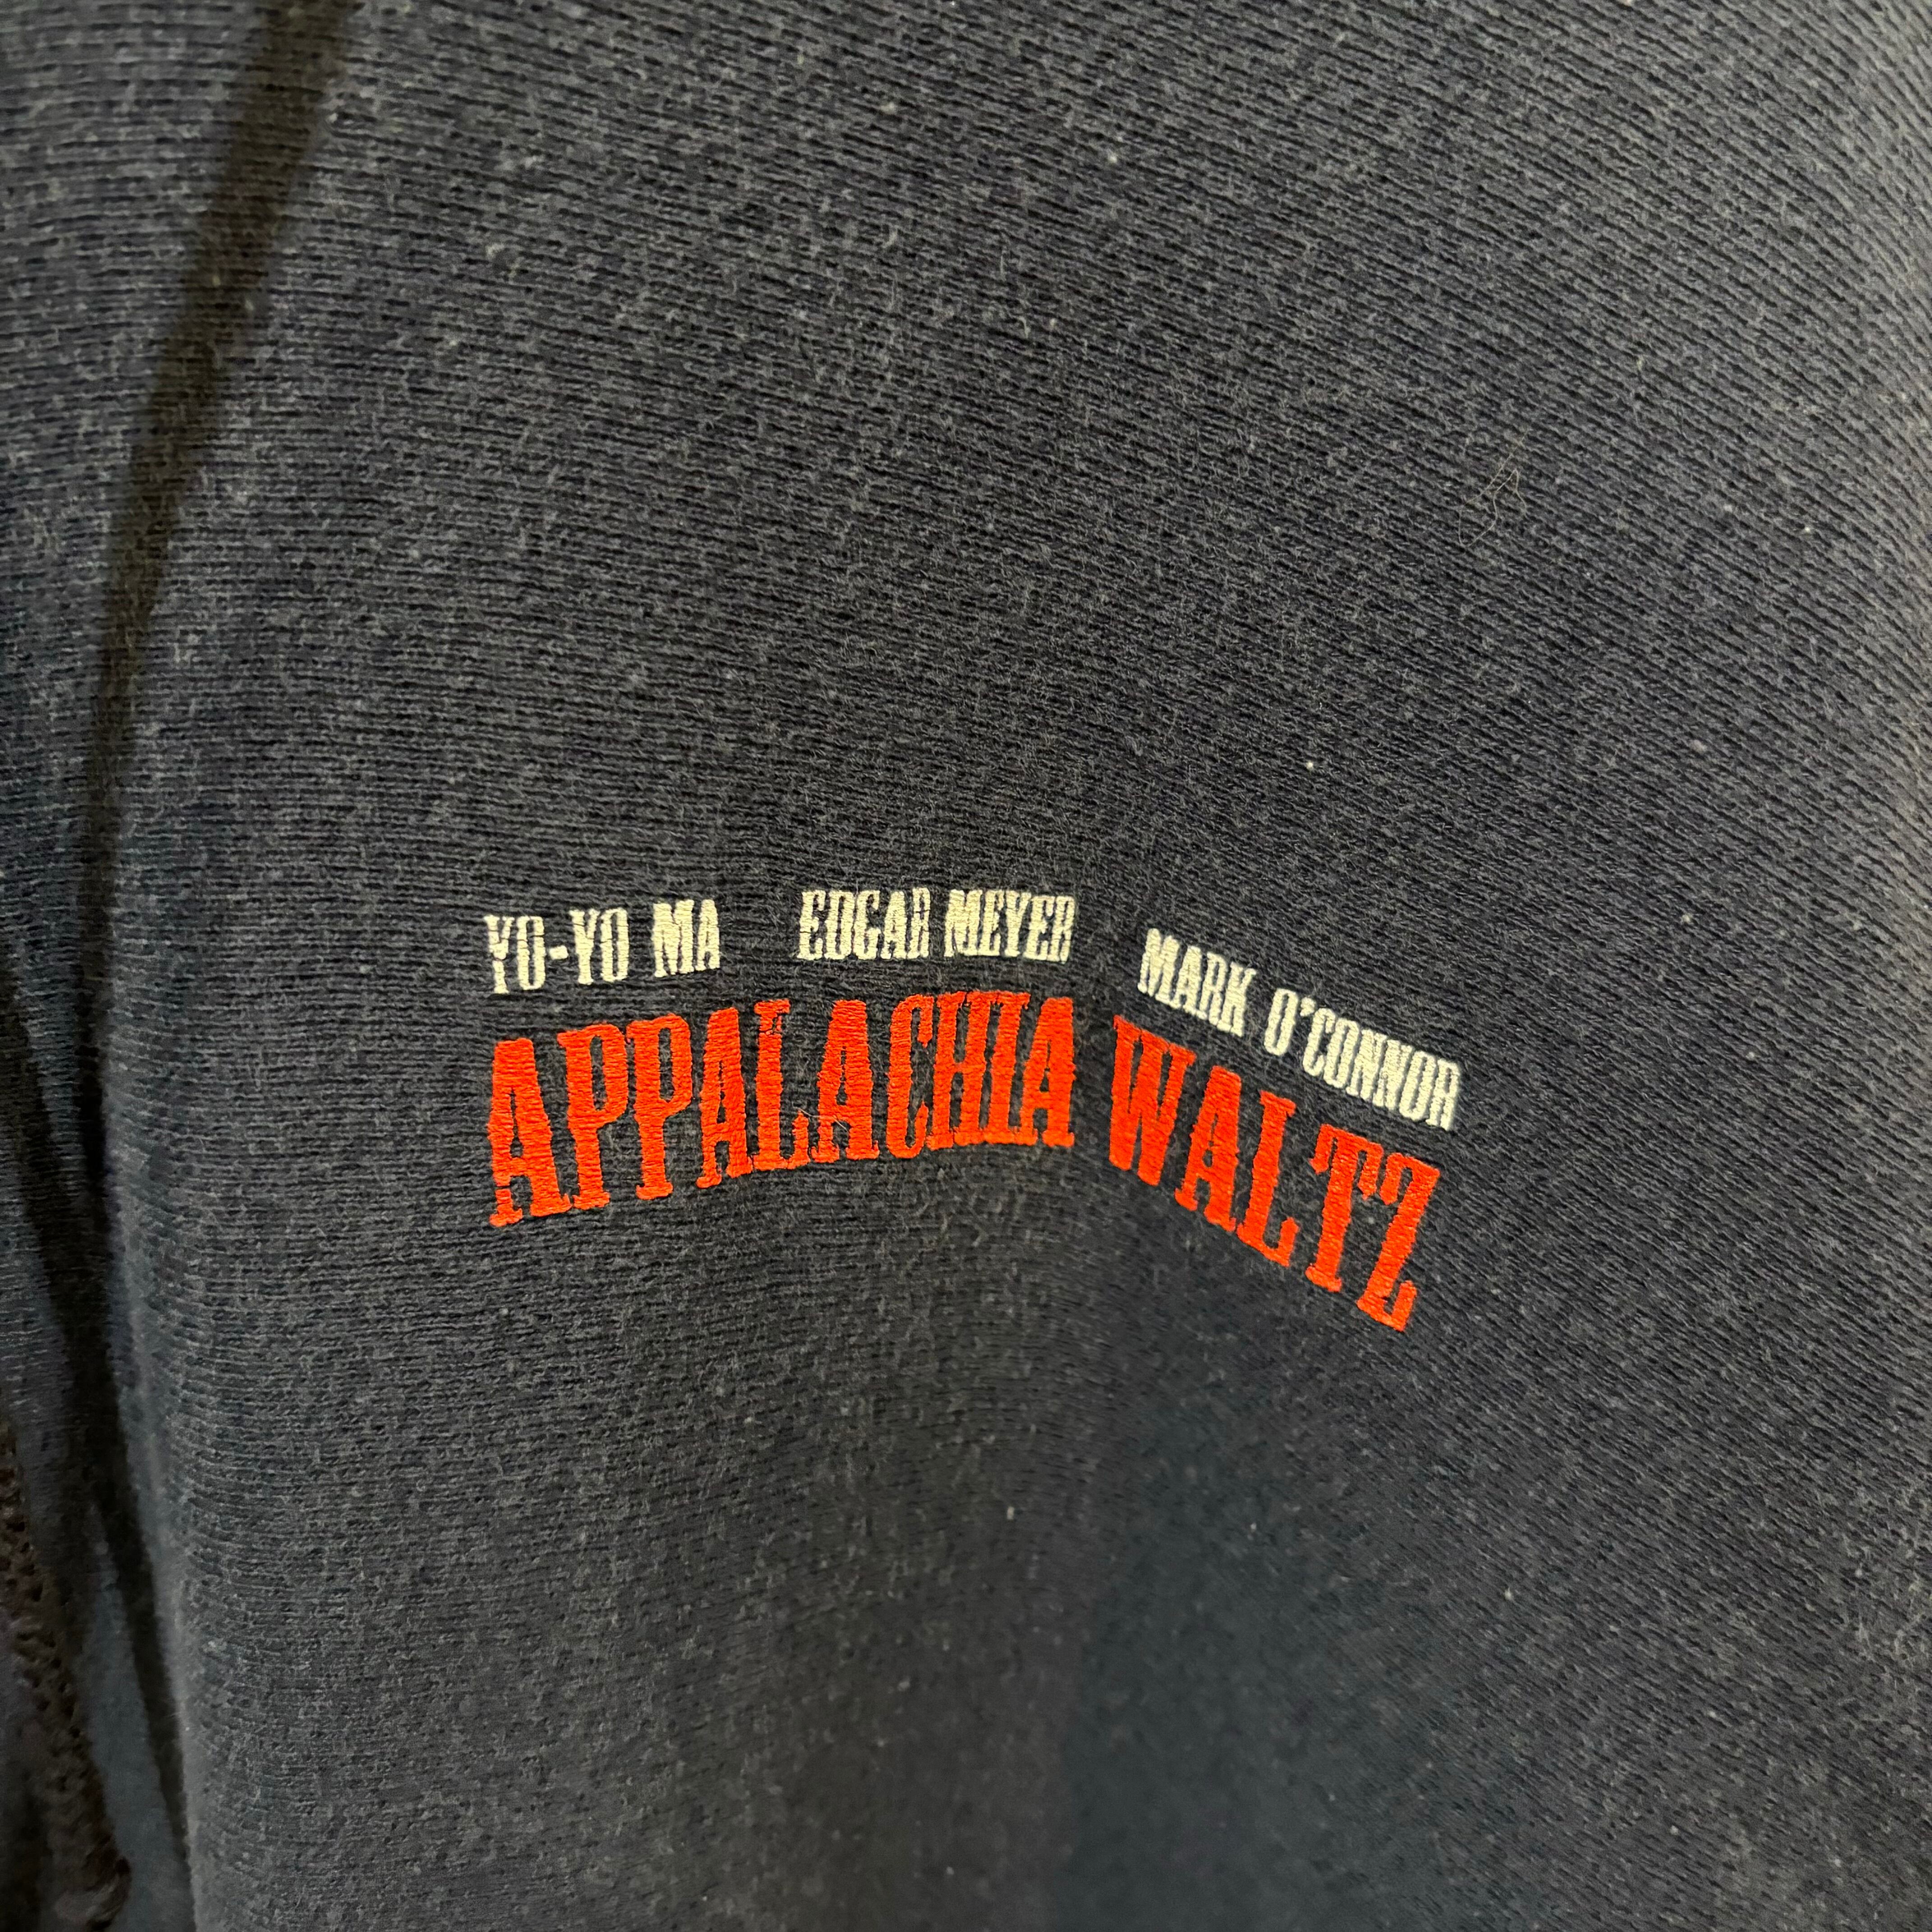 YO-YO MA EDGAR MEYER MARK O'CONNOR
APPALACHIA WALTZ